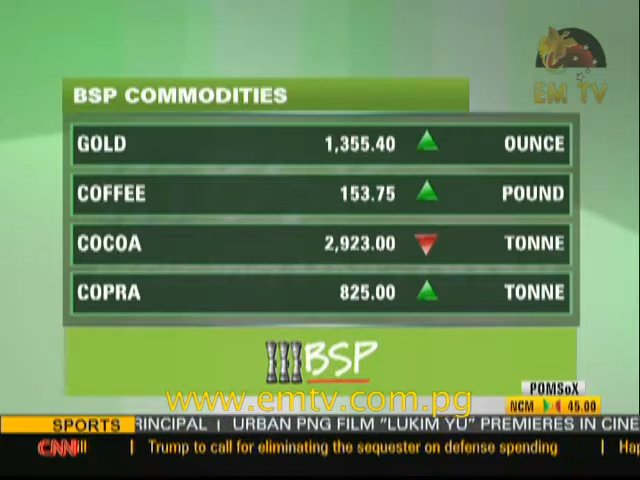 EM TV
BSP COMMODITIES
GOLD 1,355.40 OUNCE
COFFEE 153.75 POUND
COCOA 2,923.00 TONNE
COPRA 825.00 TONNE
BSP
www.emtv.com.pg
POMSoX
NCM 45.00
SPORTS RINCIPAL | URBAN PNG FILM "LUKIM YU" PREMIERES IN CINE
CNN ill | Trump to call for eliminating the sequester on defense spending | Hap